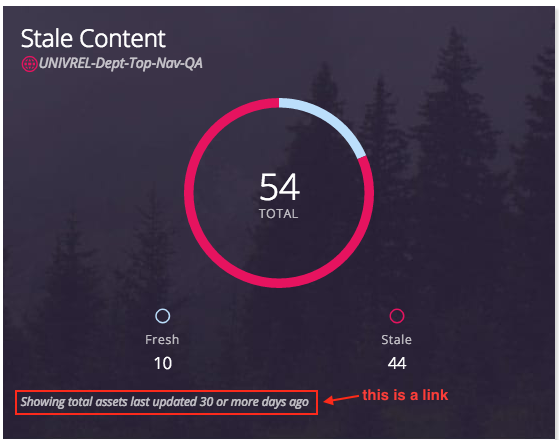 Stale Content
UNIVREL-Dept-Top-Nav-QA
54
TOTAL
Fresh
10
Stale
44
Showing total assets last updated 30 or more days ago
this is a link